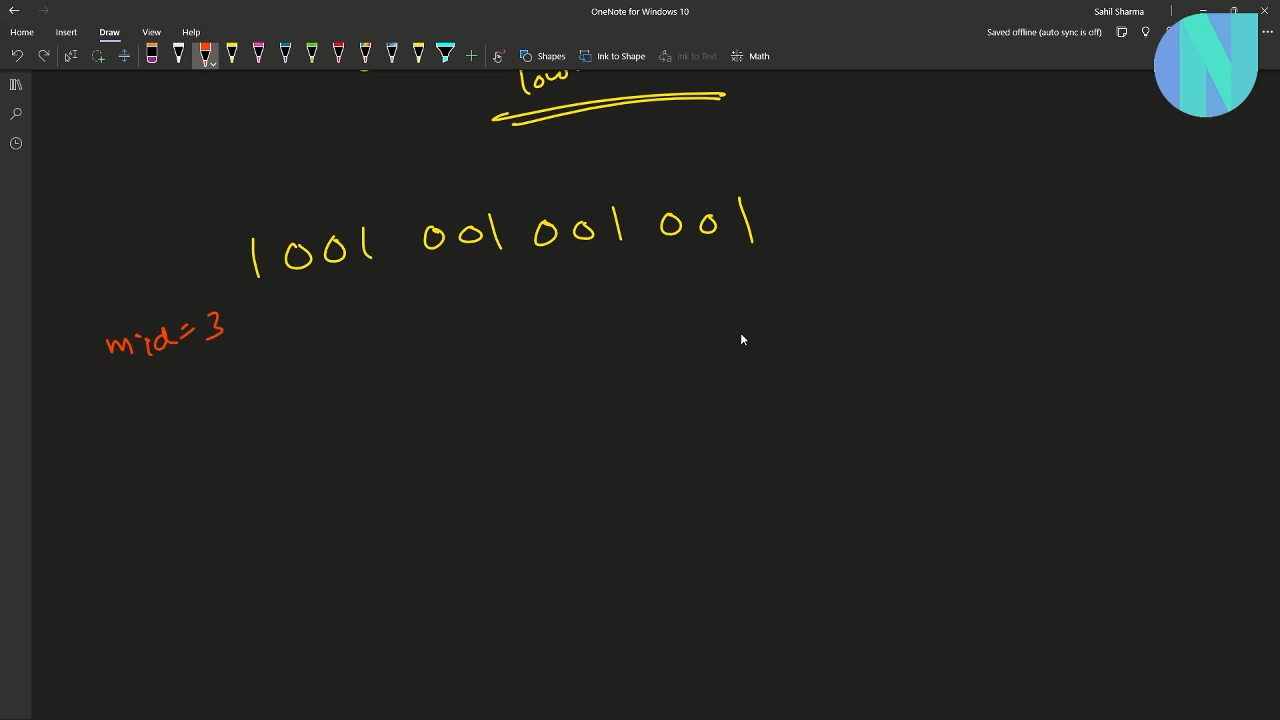 OneNote for Windows 10
Sahil Sharma
Home Insert Draw View Help
Saved offline (auto sync is off)
Shapes Ink to Shape Ink to Text Math
low
1001 001 001 001
mid=3